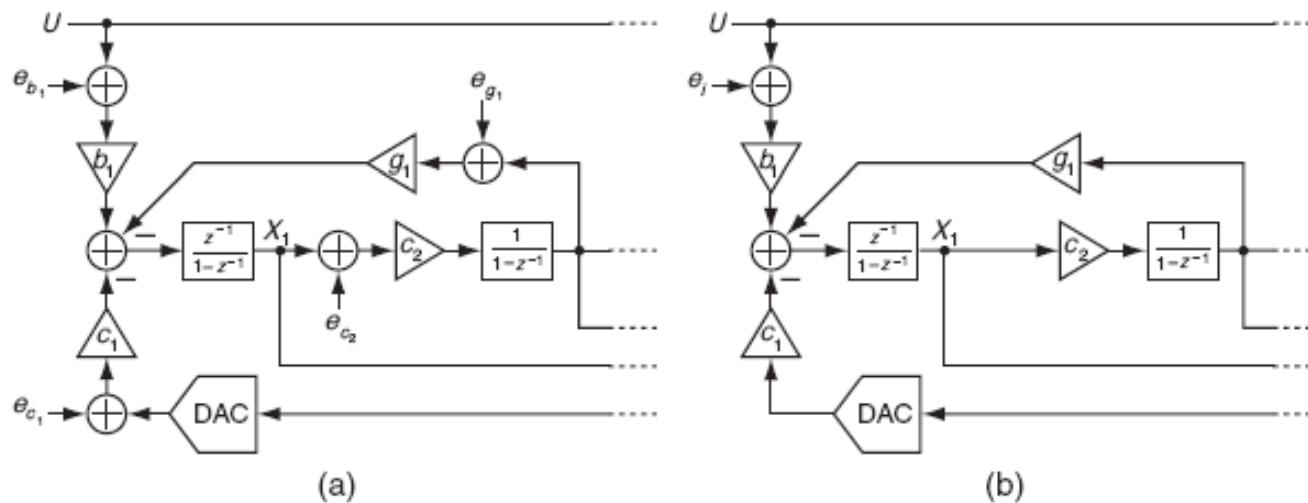 U
e_{b_1}
e_{g_1}
b_1
g_1
−
z^{-1}
1−z^{-1}
X_1
c_2
1
1−z^{-1}
−
e_{c_2}
c_1
e_{c_1}
DAC
(a)
U
e_i
b_1
g_1
−
z^{-1}
1−z^{-1}
X_1
c_2
1
1−z^{-1}
−
c_1
DAC
(b)